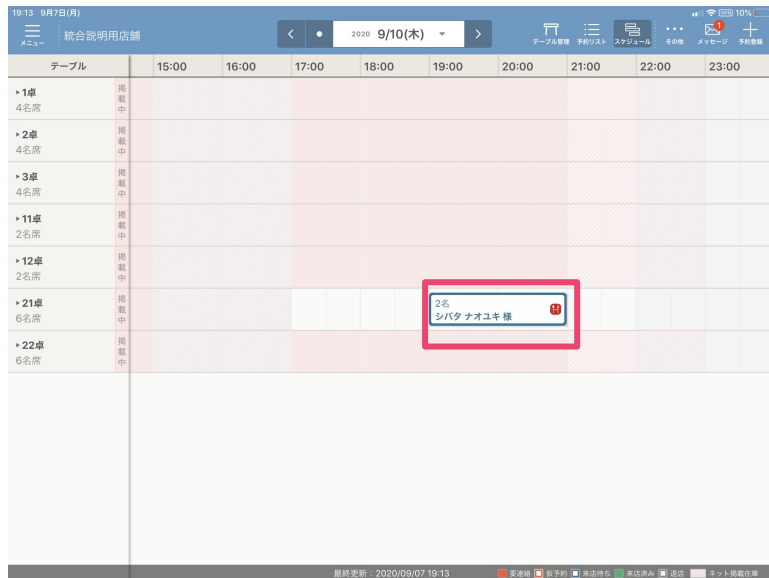 19:13 9月7日(月)
VPN 10%
メニュー
統合説明用店舗
2020 9/10(木)
テーブル管理 予約リスト スケジュール その他 メッセージ 1 予約登録
テーブル 15:00 16:00 17:00 18:00 19:00 20:00 21:00 22:00 23:00
1卓
4名席
掲載中
2卓
4名席
掲載中
3卓
4名席
掲載中
11卓
2名席
掲載中
12卓
2名席
掲載中
21卓
6名席
掲載中
2名
シバタ ナオユキ 様
22卓
6名席
掲載中
最終更新：2020/09/07 19:13
要連絡 仮予約 来店待ち 来店済み 退店 ネット掲載在庫